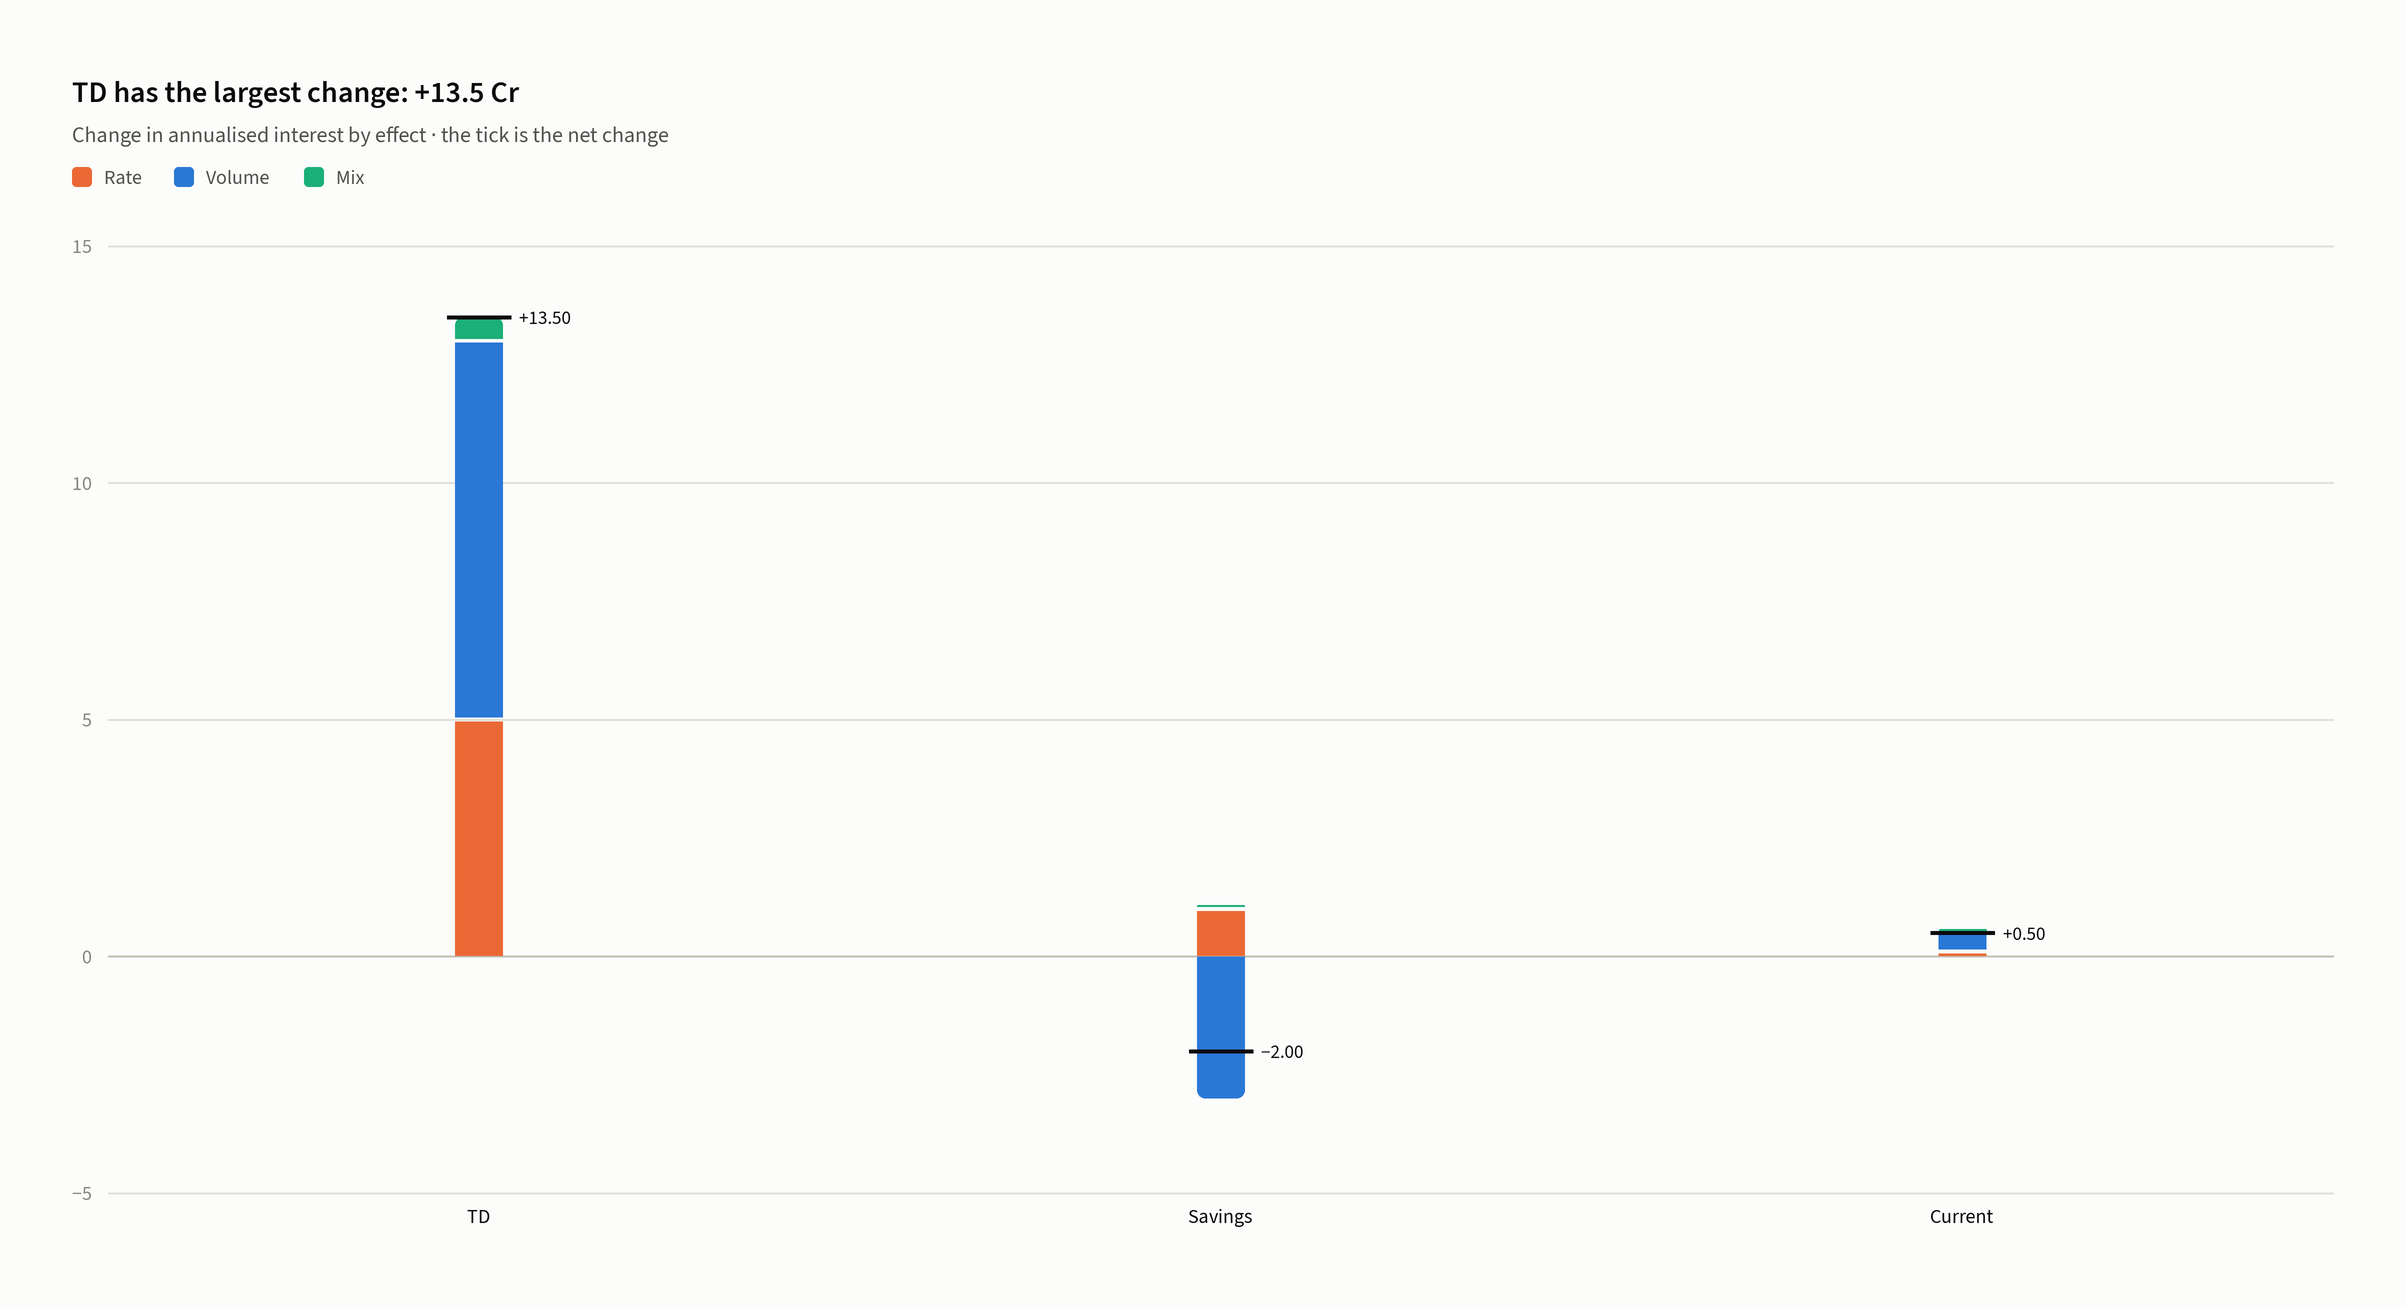 TD has the largest change: +13.5 Cr
Change in annualised interest by effect · the tick is the net change
Rate Volume Mix
15
+13.50
10
5
+0.50
0
−2.00
−5
TD Savings Current